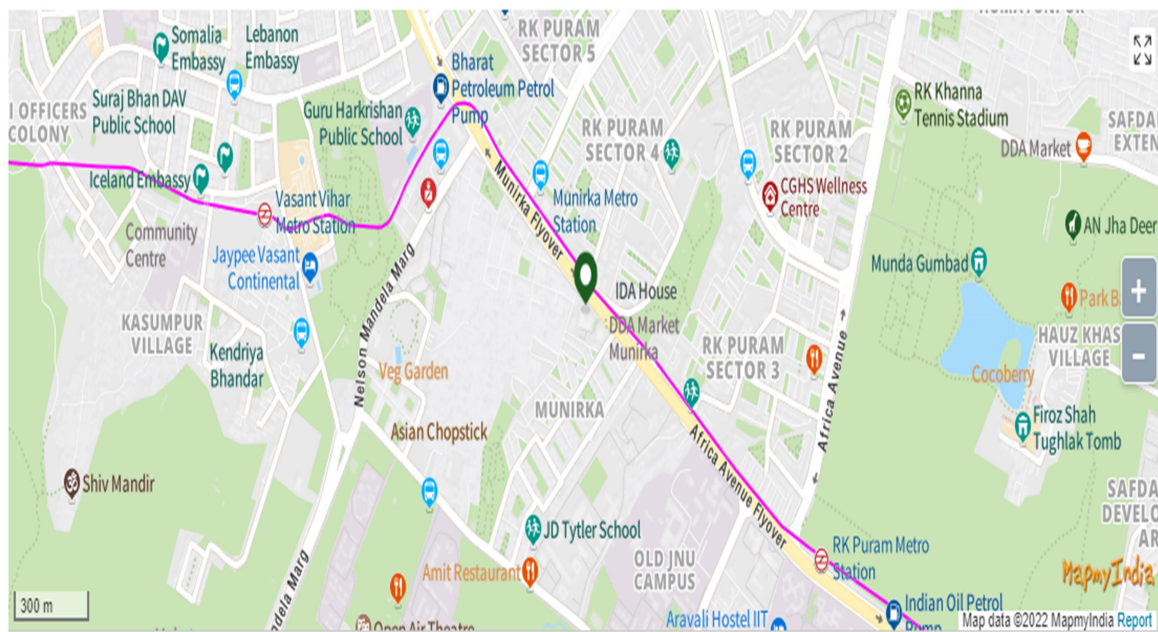 HUMAYUNPUR
Somalia
Embassy
Lebanon
Embassy
RK PURAM
SECTOR 5
Bharat
Petroleum Petrol
Pump
Suraj Bhan DAV
Public School
I OFFICERS
COLONY
Guru Harkrishan
Public School
RK PURAM
SECTOR 4
RK PURAM
SECTOR 2
RK Khanna
Tennis Stadium
DDA Market
SAFDA
EXTEN
Iceland Embassy
Vasant Vihar
Metro Station
Munirka Flyover
Munirka Metro
Station
CGHS Wellness
Centre
AN Jha Deer
Community
Centre
Jaypee Vasant
Continental
Nelson Mandela Marg
IDA House
Munda Gumbad
Park B
KASUMPUR
VILLAGE
Kendriya
Bhandar
Veg Garden
DDA Market
Munirka
RK PURAM
SECTOR 3
Africa Avenue
HAUZ KHAS
VILLAGE
Cocoberry
Asian Chopstick
MUNIRKA
Africa Avenue Flyover
Firoz Shah
Tughlak Tomb
Shiv Mandir
JD Tytler School
SAFDA
DEVELO
AR
Amit Restaurant
OLD JNU
CAMPUS
RK Puram Metro
Station
MapmyIndia
300 m
ndela Marg
Open Air Theatre
Aravali Hostel IIT
Indian Oil Petrol
Pump
Map data ©2022 MapmyIndia Report